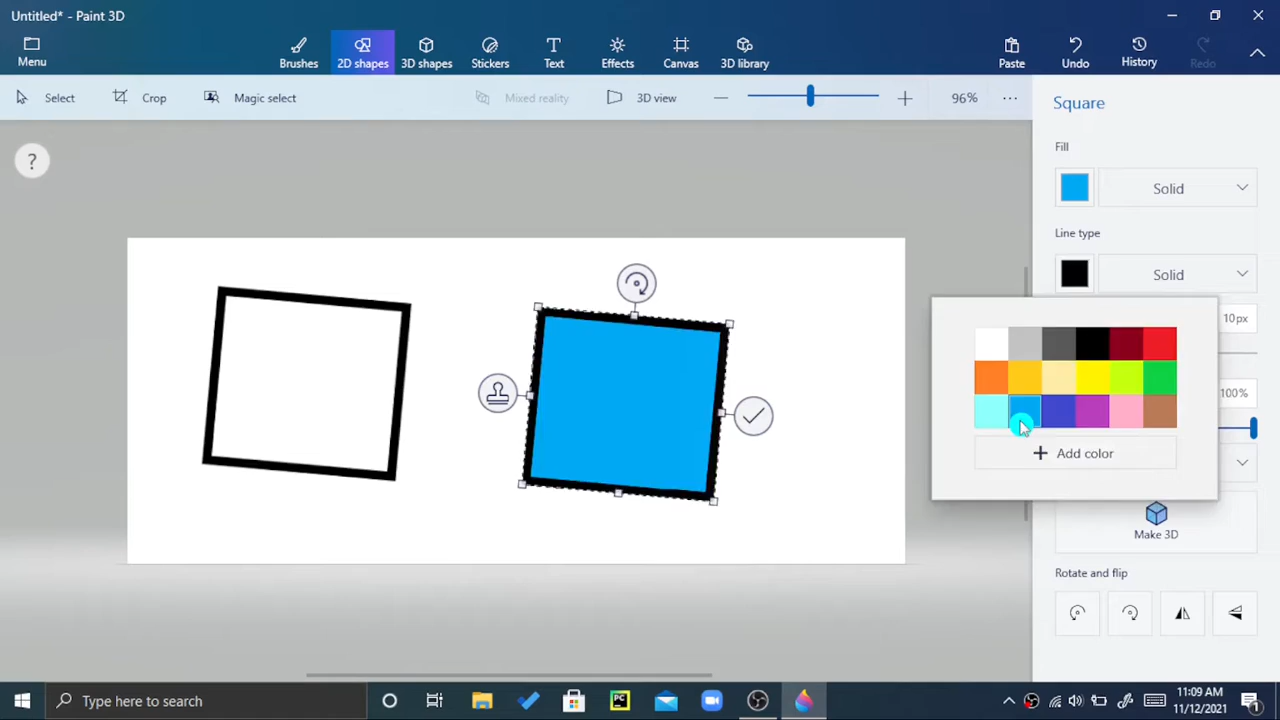 Untitled* - Paint 3D
Menu
Brushes
2D shapes
3D shapes
Stickers
Text
Effects
Canvas
3D library
Paste
Undo
History
Redo
Select
Crop
Magic select
Mixed reality
3D view
96%
Square
?
Fill
Solid
Line type
Solid
10px
100%
Add color
Make 3D
Rotate and flip
Type here to search
PC
11:09 AM
11/12/2021
1